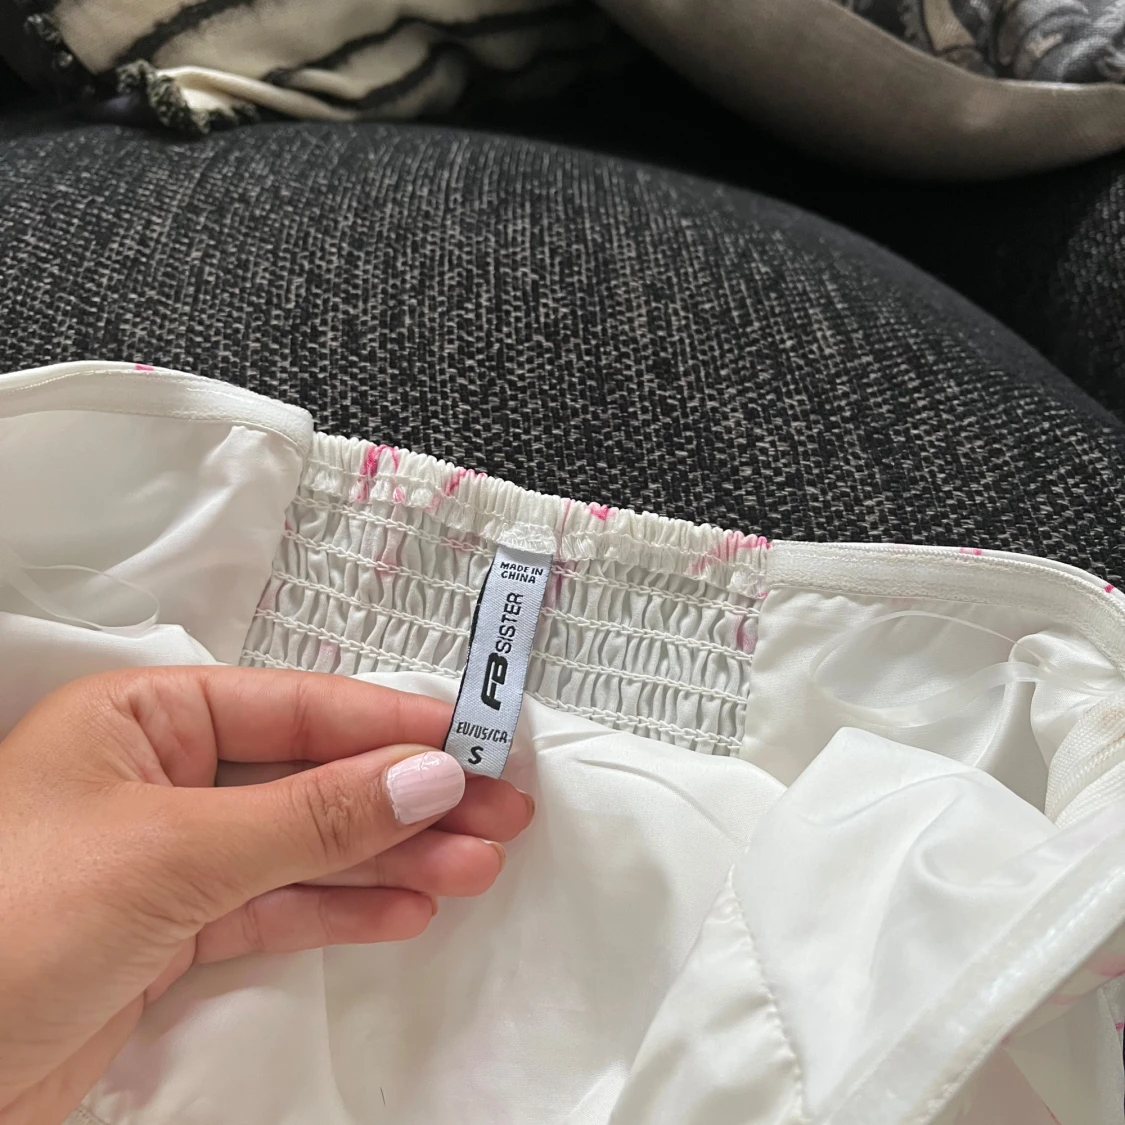 MADE IN
CHINA
FB SISTER
EU/US/CA
S